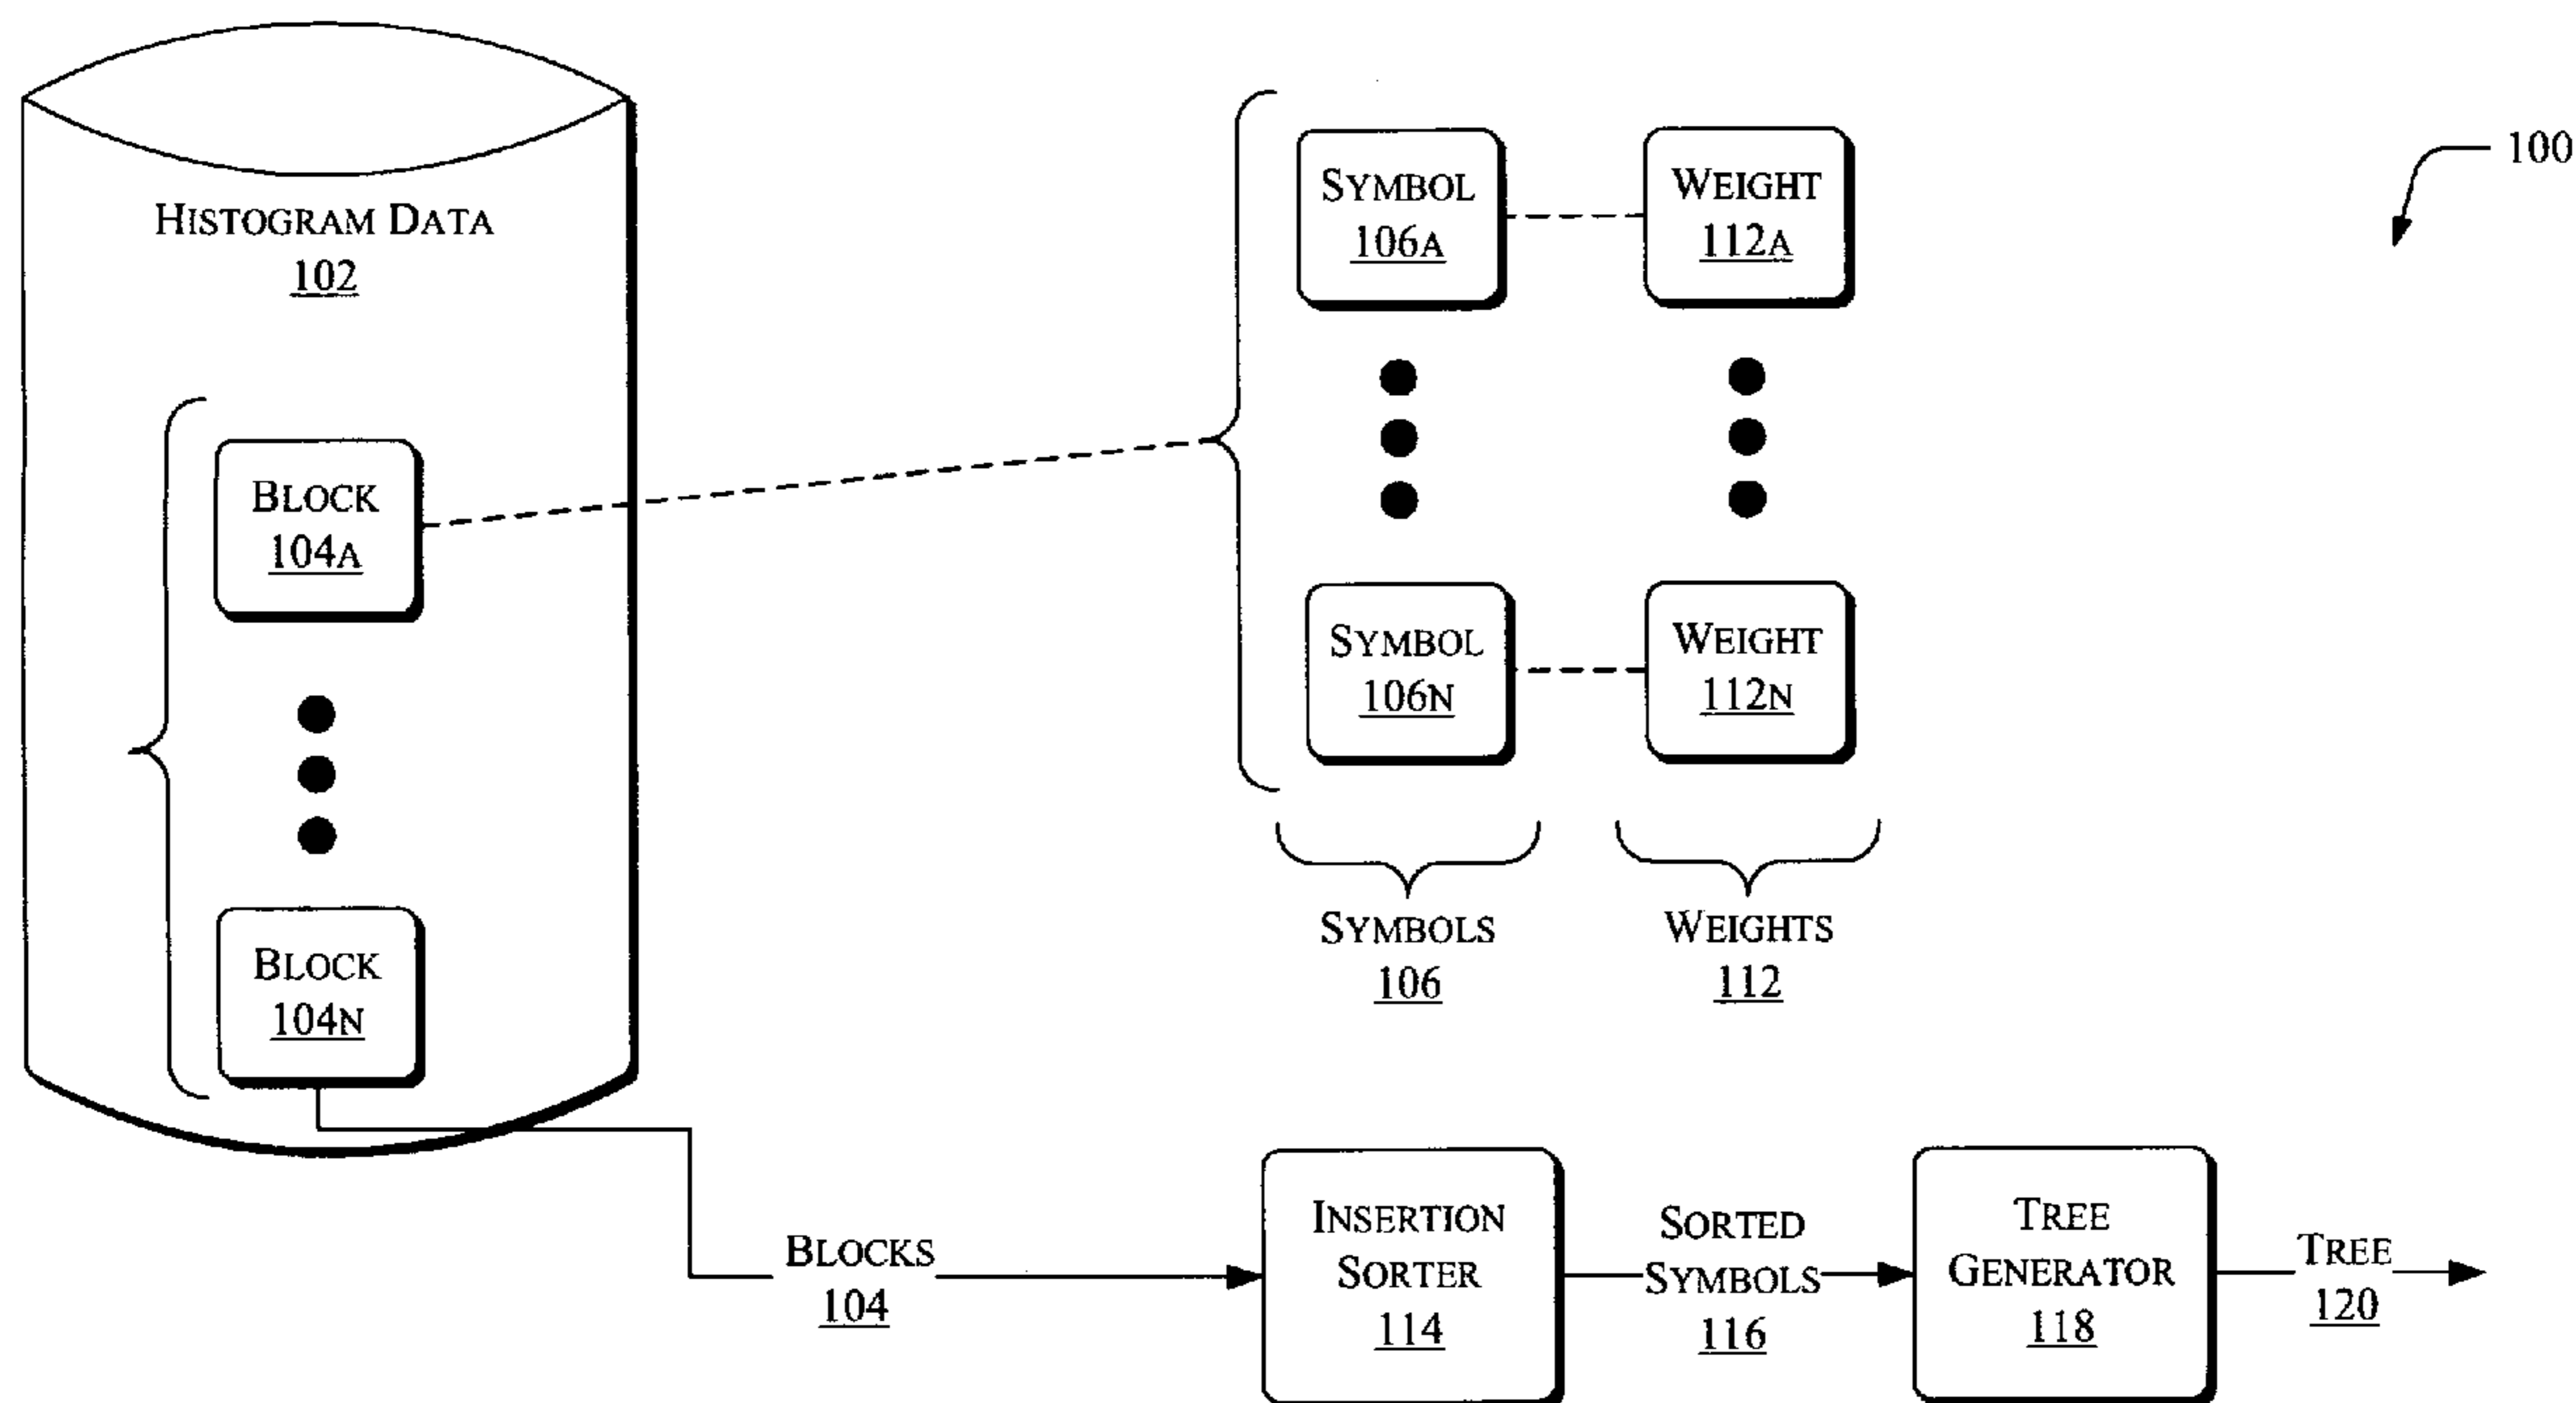 100
HISTOGRAM DATA
102
BLOCK
104A
BLOCK
104N
SYMBOL
106A
WEIGHT
112A
SYMBOL
106N
WEIGHT
112N
SYMBOLS
106
WEIGHTS
112
BLOCKS
104
INSERTION
SORTER
114
SORTED
SYMBOLS
116
TREE
GENERATOR
118
TREE
120